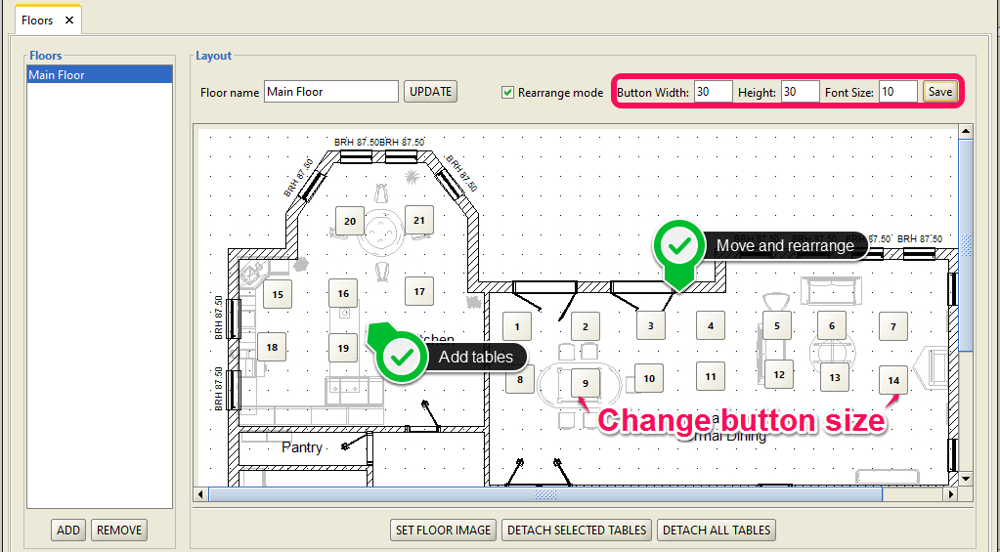 Floors ×
Floors
Main Floor
Layout
Floor name Main Floor UPDATE Rearrange mode Button Width: 30 Height: 30 Font Size: 10 Save
BRH 87.50 BRH 87.50
BRH 87.50
BRH 87.50
20 21
Move and rearrange
87.50 BRH 87.50
15 16 17
BRH 87.50
1 2 3 4 5 6 7
18 19
Add tables
8 9 10 11 12 13 14
BRH 87.50
Change button size
Dining
Pantry
ADD REMOVE
SET FLOOR IMAGE DETACH SELECTED TABLES DETACH ALL TABLES